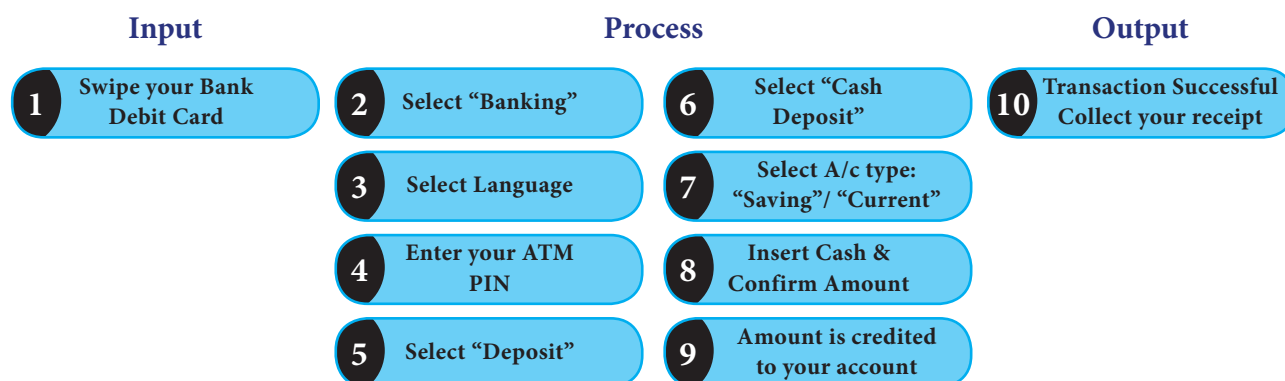 Input
Process
Output
1
Swipe your Bank
Debit Card
2
Select “Banking”
3
Select Language
4
Enter your ATM
PIN
5
Select “Deposit”
6
Select “Cash
Deposit”
7
Select A/c type:
“Saving”/ “Current”
8
Insert Cash &
Confirm Amount
9
Amount is credited
to your account
10
Transaction Successful
Collect your receipt